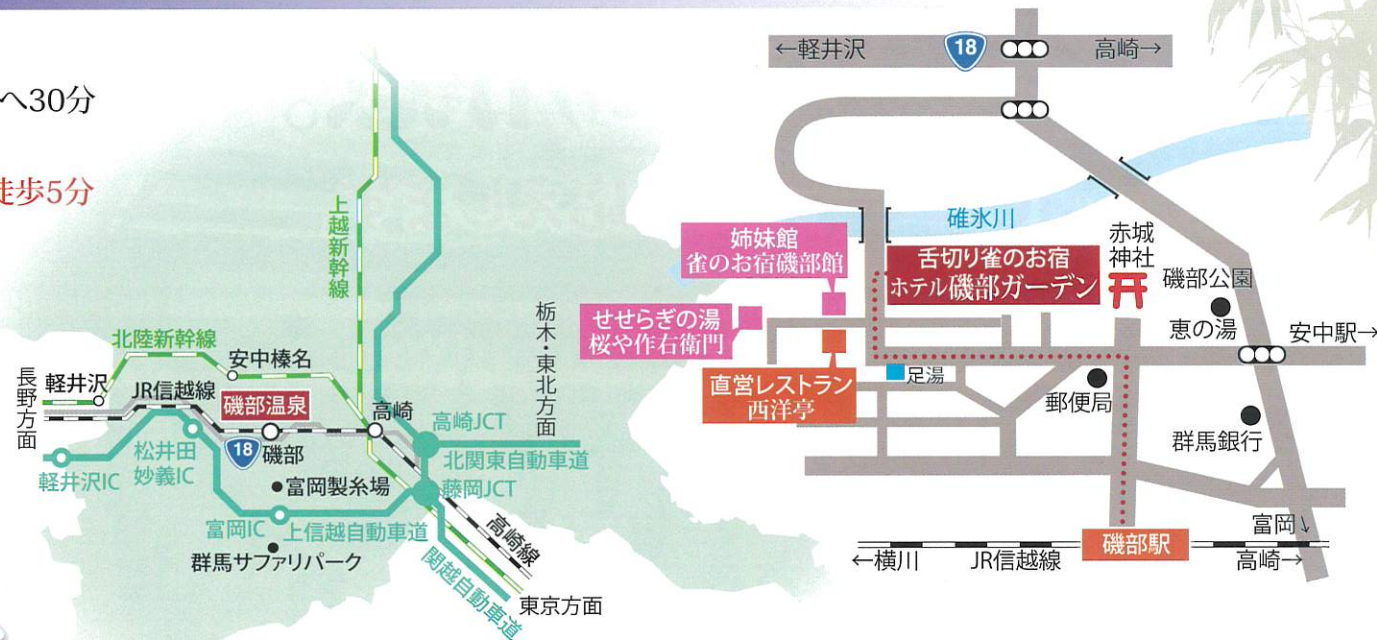 へ30分
徒歩5分
上越新幹線
北陸新幹線
安中榛名
軽井沢
長野方面
JR信越線
磯部温泉
高崎
栃木・東北方面
高崎JCT
北関東自動車道
18
磯部
松井田
妙義IC
軽井沢IC
富岡製糸場
藤岡JCT
富岡IC
上信越自動車道
群馬サファリパーク
高崎線
関越自動車道
東京方面
←軽井沢
18
高崎→
碓氷川
姉妹館
雀のお宿磯部館
舌切り雀のお宿
ホテル磯部ガーデン
赤城
神社
磯部公園
恵の湯
安中駅→
せせらぎの湯
桜や作右衛門
直営レストラン
西洋亭
足湯
郵便局
群馬銀行
富岡↓
磯部駅
←横川
JR信越線
高崎→